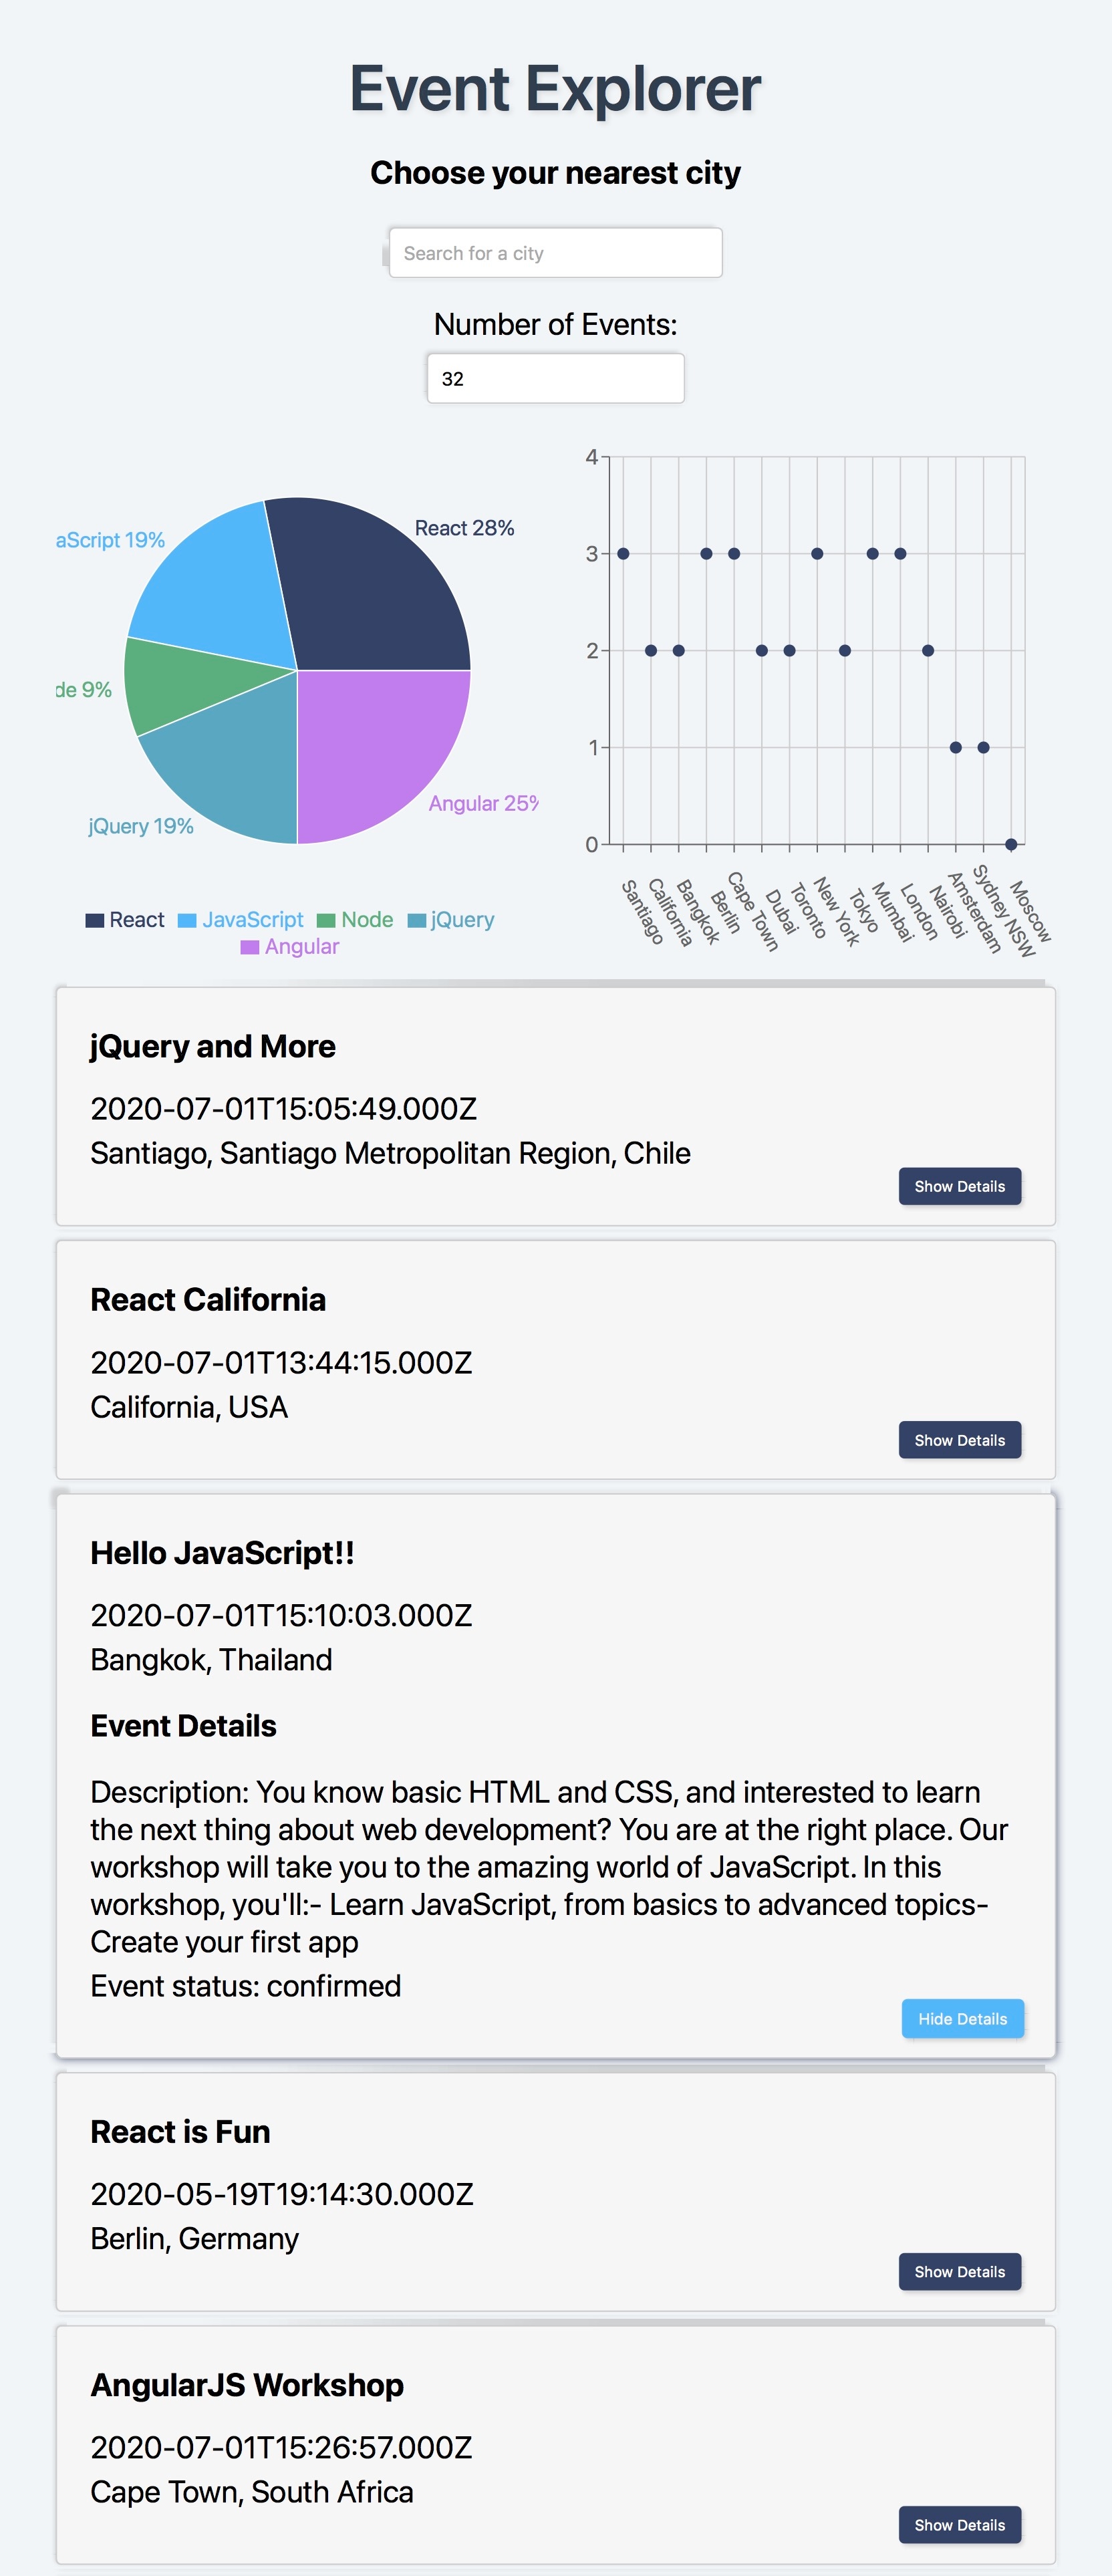 Event Explorer
Choose your nearest city
Search for a city
Number of Events:
32
aScript 19%
React 28%
de 9%
jQuery 19%
Angular 25%
React JavaScript Node jQuery
Angular
4
3
2
1
0
Santiago
California
Bangkok
Berlin
Cape Town
Dubai
Toronto
New York
Tokyo
Mumbai
London
Nairobi
Amsterdam
Sydney NSW
Moscow
jQuery and More
2020-07-01T15:05:49.000Z
Santiago, Santiago Metropolitan Region, Chile
Show Details
React California
2020-07-01T13:44:15.000Z
California, USA
Show Details
Hello JavaScript!!
2020-07-01T15:10:03.000Z
Bangkok, Thailand
Event Details
Description: You know basic HTML and CSS, and interested to learn
the next thing about web development? You are at the right place. Our
workshop will take you to the amazing world of JavaScript. In this
workshop, you'll:- Learn JavaScript, from basics to advanced topics-
Create your first app
Event status: confirmed
Hide Details
React is Fun
2020-05-19T19:14:30.000Z
Berlin, Germany
Show Details
AngularJS Workshop
2020-07-01T15:26:57.000Z
Cape Town, South Africa
Show Details